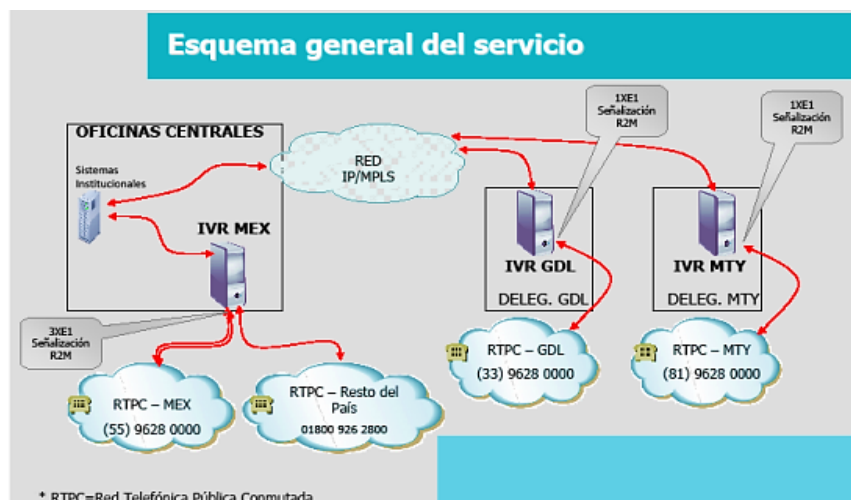 Esquema general del servicio
OFICINAS CENTRALES
Sistemas
Institucionales
IVR MEX
RED
IP/MPLS
1XE1
Señalización
R2M
1XE1
Señalización
R2M
IVR GDL
DELEG. GDL
IVR MTY
DELEG. MTY
3XE1
Señalización
R2M
RTPC – MEX
(55) 9628 0000
RTPC – Resto del
País
01800 926 2800
RTPC – GDL
(33) 9628 0000
RTPC – MTY
(81) 9628 0000
* RTPC=Red Telefónica Pública Conmutada